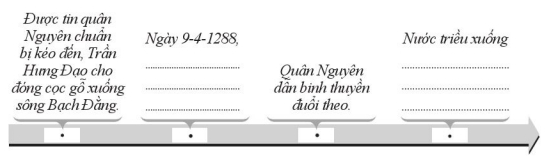 Được tin quân
Nguyên chuẩn
bị kéo đến, Trần
Hưng Đạo cho
đóng cọc gỗ xuống
sông Bạch Đằng.
Ngày 9-4-1288,
................................
................................
................................
Quân Nguyên
dẫn binh thuyền
đuổi theo.
Nước triều xuống
................................
................................
................................